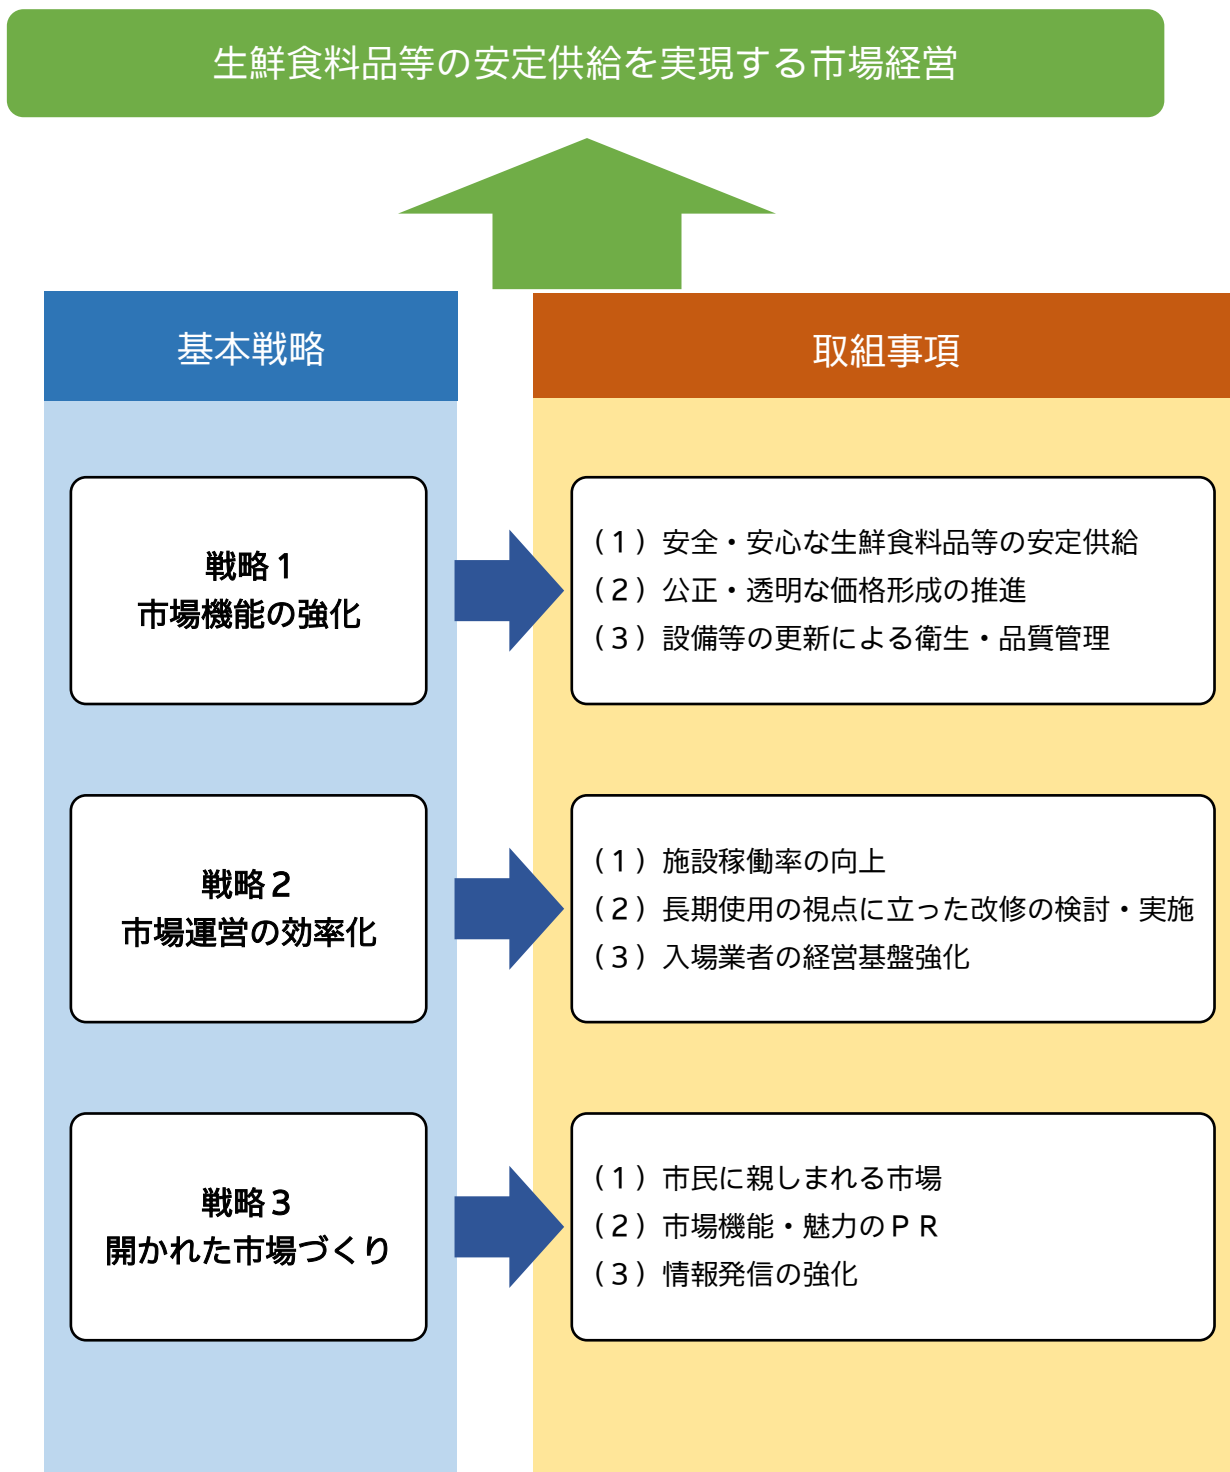 生鮮食料品等の安定供給を実現する市場経営
基本戦略
取組事項
戦略１
市場機能の強化
（１）安全・安心な生鮮食料品等の安定供給
（２）公正・透明な価格形成の推進
（３）設備等の更新による衛生・品質管理
戦略２
市場運営の効率化
（１）施設稼働率の向上
（２）長期使用の視点に立った改修の検討・実施
（３）入場業者の経営基盤強化
戦略３
開かれた市場づくり
（１）市民に親しまれる市場
（２）市場機能・魅力のＰＲ
（３）情報発信の強化